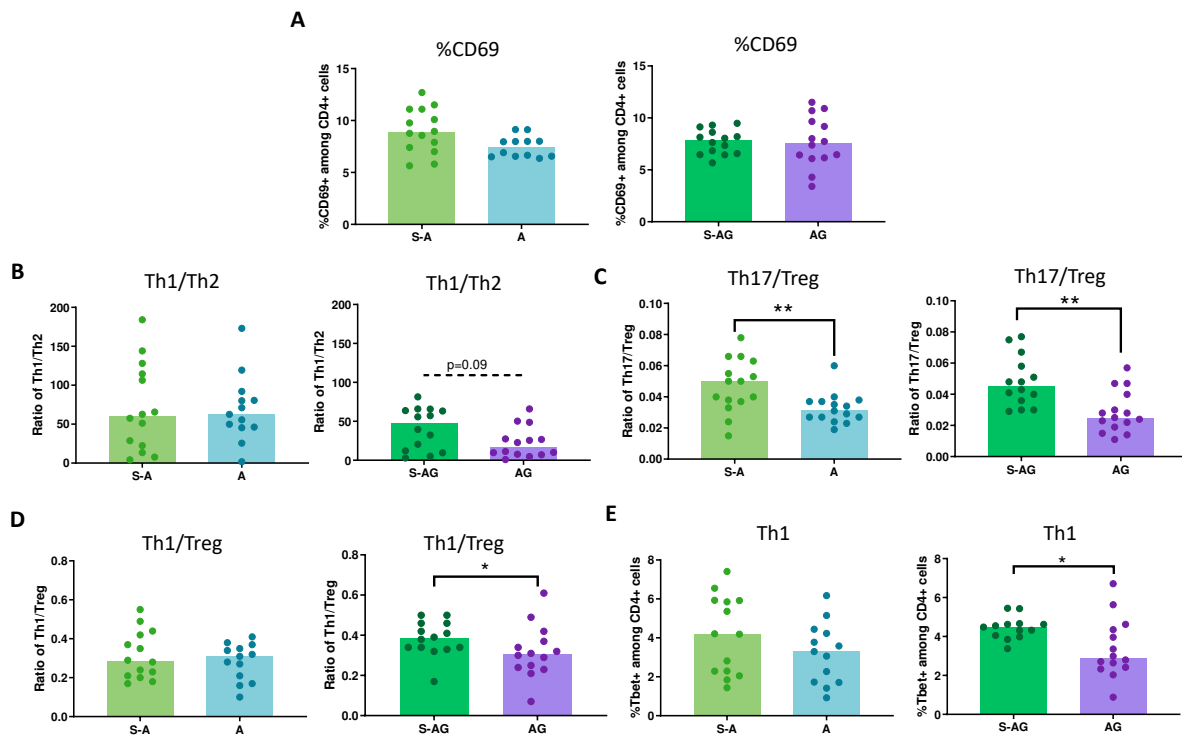 A
%CD69
%CD69
%CD69+ among CD4+ cells
15
10
5
0
S-A
A
%CD69+ among CD4+ cells
15
10
5
0
S-AG
AG
B
Th1/Th2
Ratio of Th1/Th2
200
150
100
50
0
S-A
A
Th1/Th2
Ratio of Th1/Th2
200
150
100
50
0
p=0.09
S-AG
AG
C
Th17/Treg
Ratio of Th17/Treg
0.10
0.08
0.06
0.04
0.02
0.00
**
S-A
A
Th17/Treg
Ratio of Th17/Treg
0.10
0.08
0.06
0.04
0.02
0.00
**
S-AG
AG
D
Th1/Treg
Ratio of Th1/Treg
0.8
0.6
0.4
0.2
0.0
S-A
A
Th1/Treg
Ratio of Th1/Treg
0.8
0.6
0.4
0.2
0.0
*
S-AG
AG
E
Th1
%Tbet+ among CD4+ cells
8
6
4
2
0
S-A
A
Th1
%Tbet+ among CD4+ cells
8
6
4
2
0
*
S-AG
AG